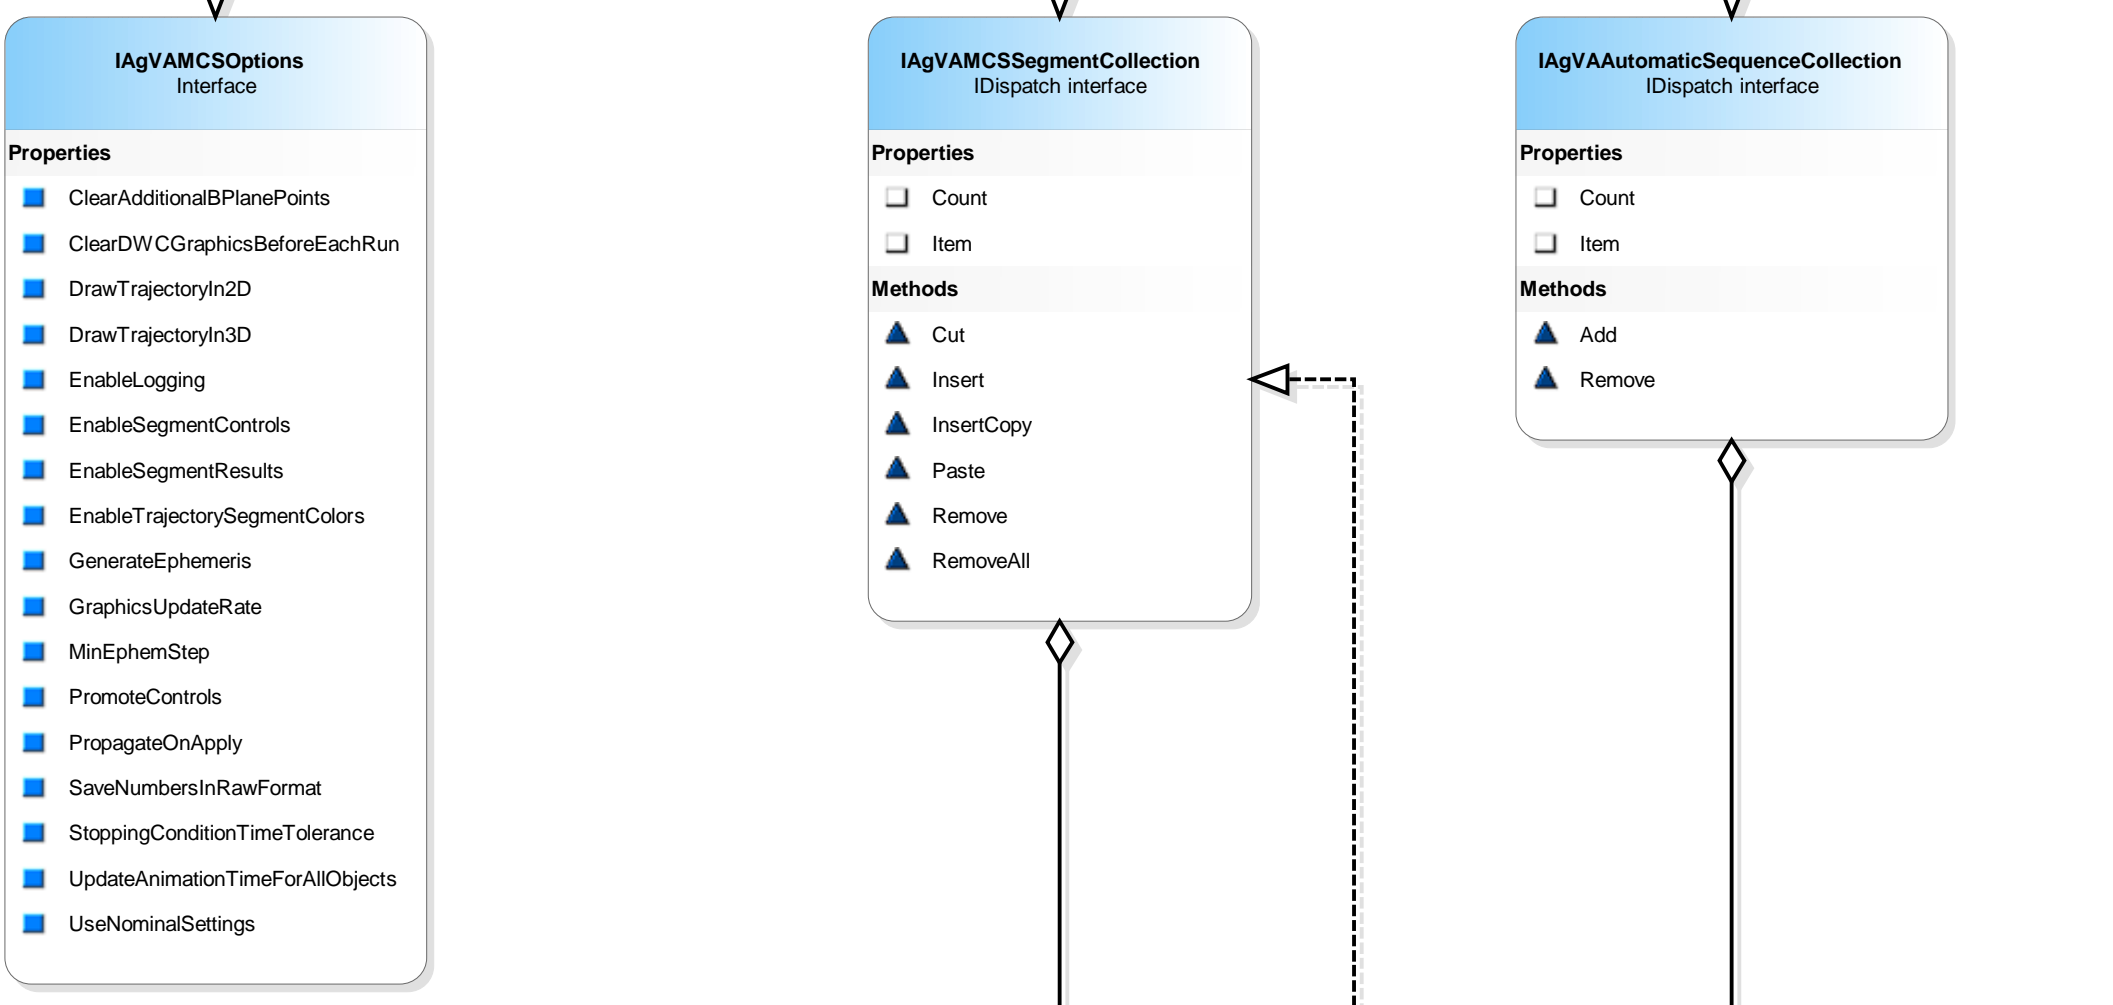 IAgVAMCSOptions
Interface
Properties
ClearAdditionalBPlanePoints
ClearDWCGraphicsBeforeEachRun
DrawTrajectoryIn2D
DrawTrajectoryIn3D
EnableLogging
EnableSegmentControls
EnableSegmentResults
EnableTrajectorySegmentColors
GenerateEphemeris
GraphicsUpdateRate
MinEphemStep
PromoteControls
PropagateOnApply
SaveNumbersInRawFormat
StoppingConditionTimeTolerance
UpdateAnimationTimeForAllObjects
UseNominalSettings
IAgVAMCSSegmentCollection
IDispatch interface
Properties
Count
Item
Methods
Cut
Insert
InsertCopy
Paste
Remove
RemoveAll
IAgVAAutomaticSequenceCollection
IDispatch interface
Properties
Count
Item
Methods
Add
Remove